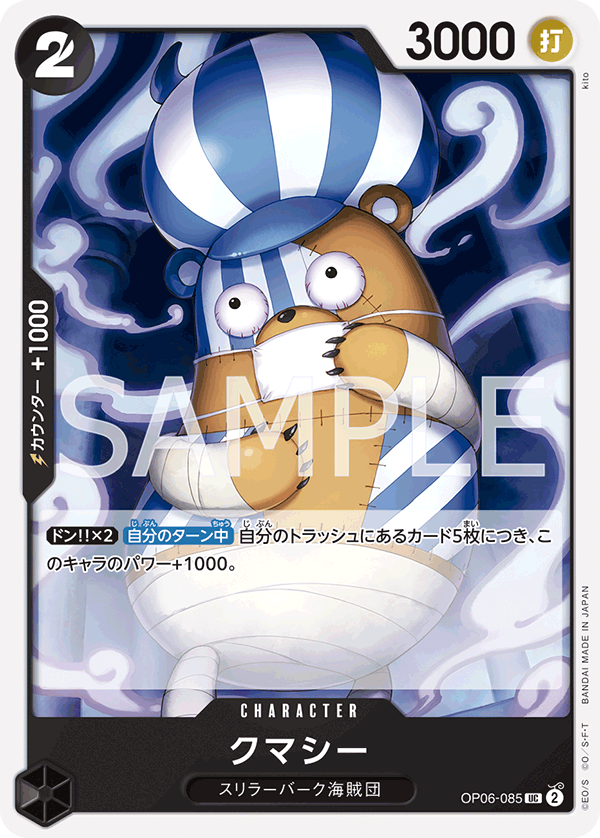 2
3000 打
kito
カウンター +1000
SAMPLE
ドン!!×2 自分のターン中 自分のトラッシュにあるカード5枚につき、こ
のキャラのパワー+1000。
CHARACTER
クマシー
スリラーバーク海賊団
OP06-085 UC 2
©E.O/S ©O/S・F・T BANDAI MADE IN JAPAN